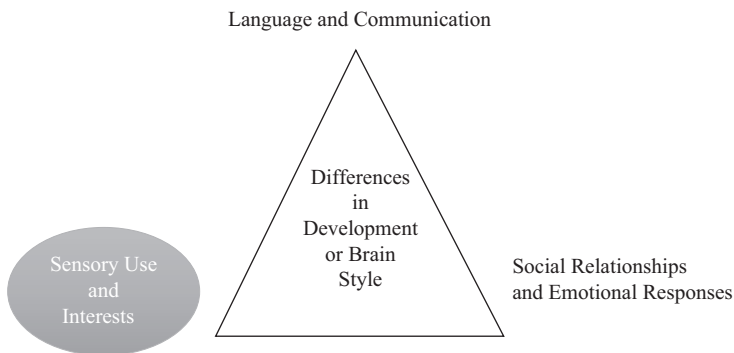 Language and Communication
Differences
in
Development
or Brain
Style
Sensory Use
and
Interests
Social Relationships
and Emotional Responses